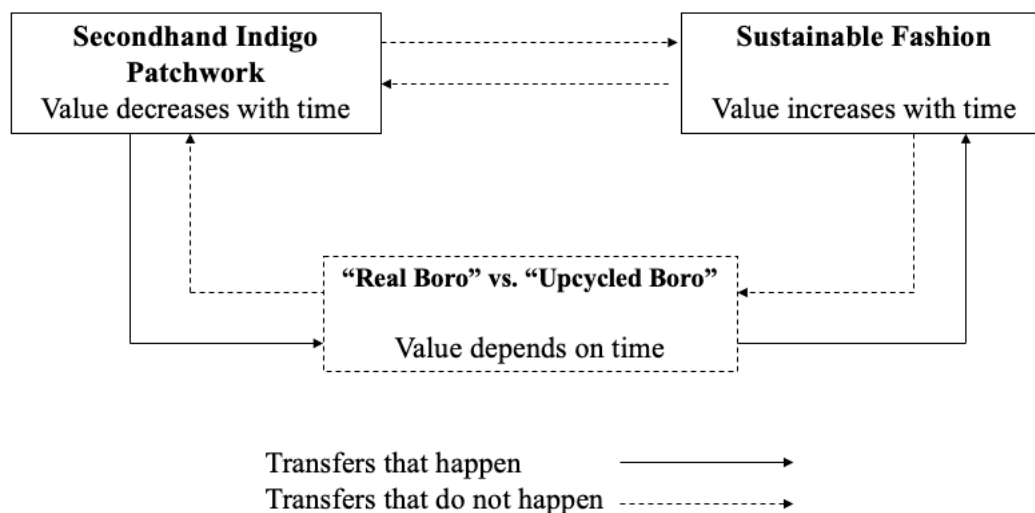 Secondhand Indigo
Patchwork
Value decreases with time
Sustainable Fashion
Value increases with time
“Real Boro” vs. “Upcycled Boro”
Value depends on time
Transfers that happen
Transfers that do not happen